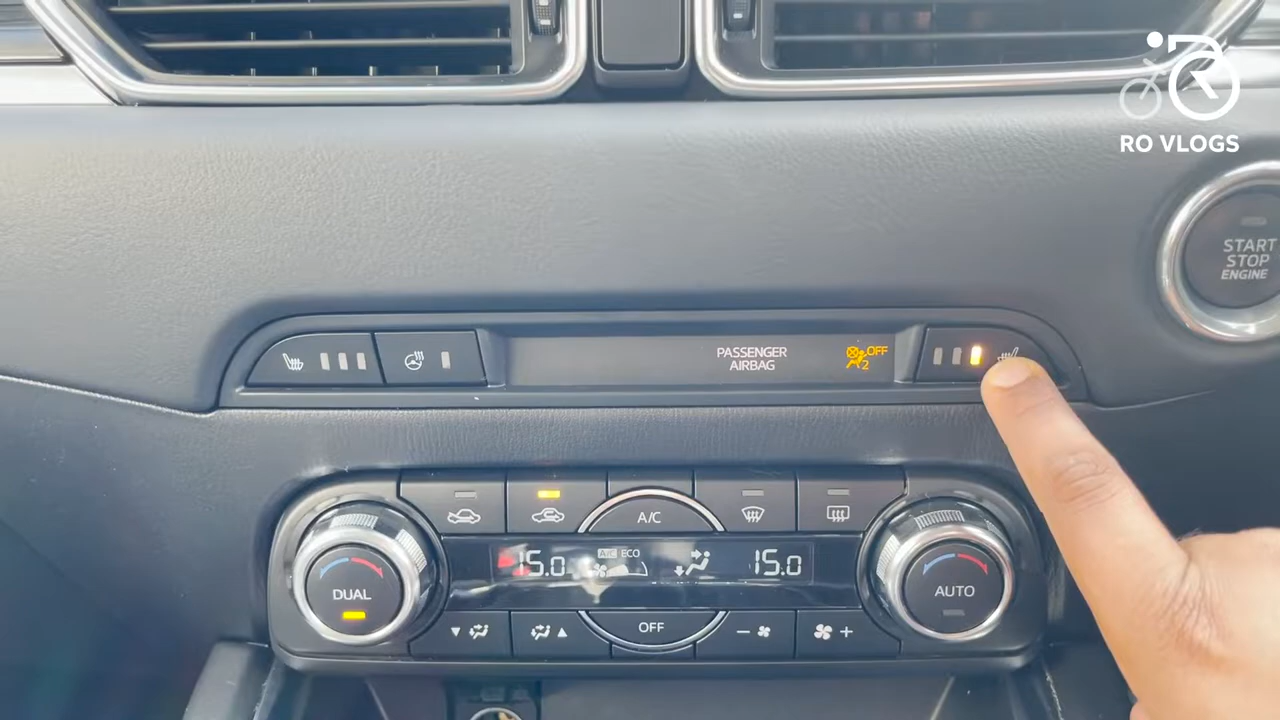 RO VLOGS
START
STOP
ENGINE
PASSENGER
AIRBAG
OFF
2
A/C
15.0
A/C ECO
15.0
DUAL
AUTO
OFF